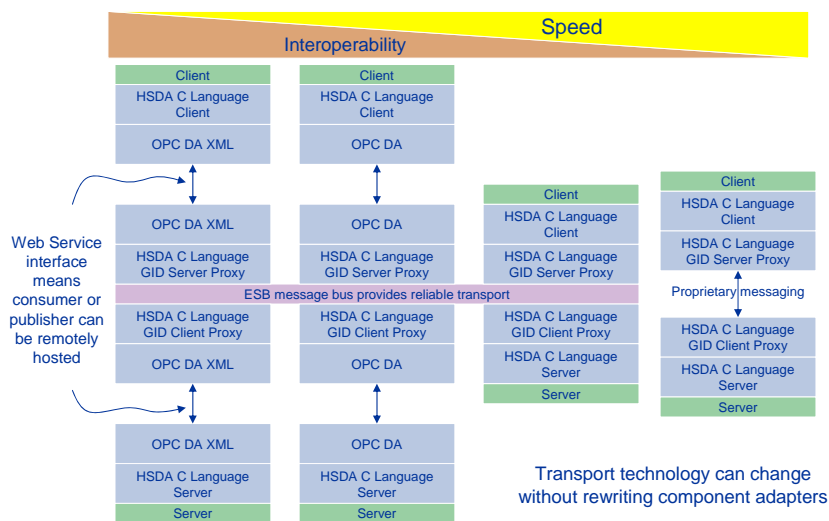 Speed
Interoperability
Client
HSDA C Language
Client
OPC DA XML
Client
HSDA C Language
Client
OPC DA
OPC DA XML
HSDA C Language
GID Server Proxy
OPC DA
HSDA C Language
GID Server Proxy
Client
HSDA C Language
Client
HSDA C Language
GID Server Proxy
Client
HSDA C Language
Client
HSDA C Language
GID Server Proxy
Web Service
interface
means
consumer or
publisher can
be remotely
hosted
ESB message bus provides reliable transport
Proprietary messaging
HSDA C Language
GID Client Proxy
OPC DA XML
HSDA C Language
GID Client Proxy
OPC DA
HSDA C Language
GID Client Proxy
HSDA C Language
Server
Server
HSDA C Language
GID Client Proxy
HSDA C Language
Server
Server
OPC DA XML
HSDA C Language
Server
Server
OPC DA
HSDA C Language
Server
Server
Transport technology can change
without rewriting component adapters